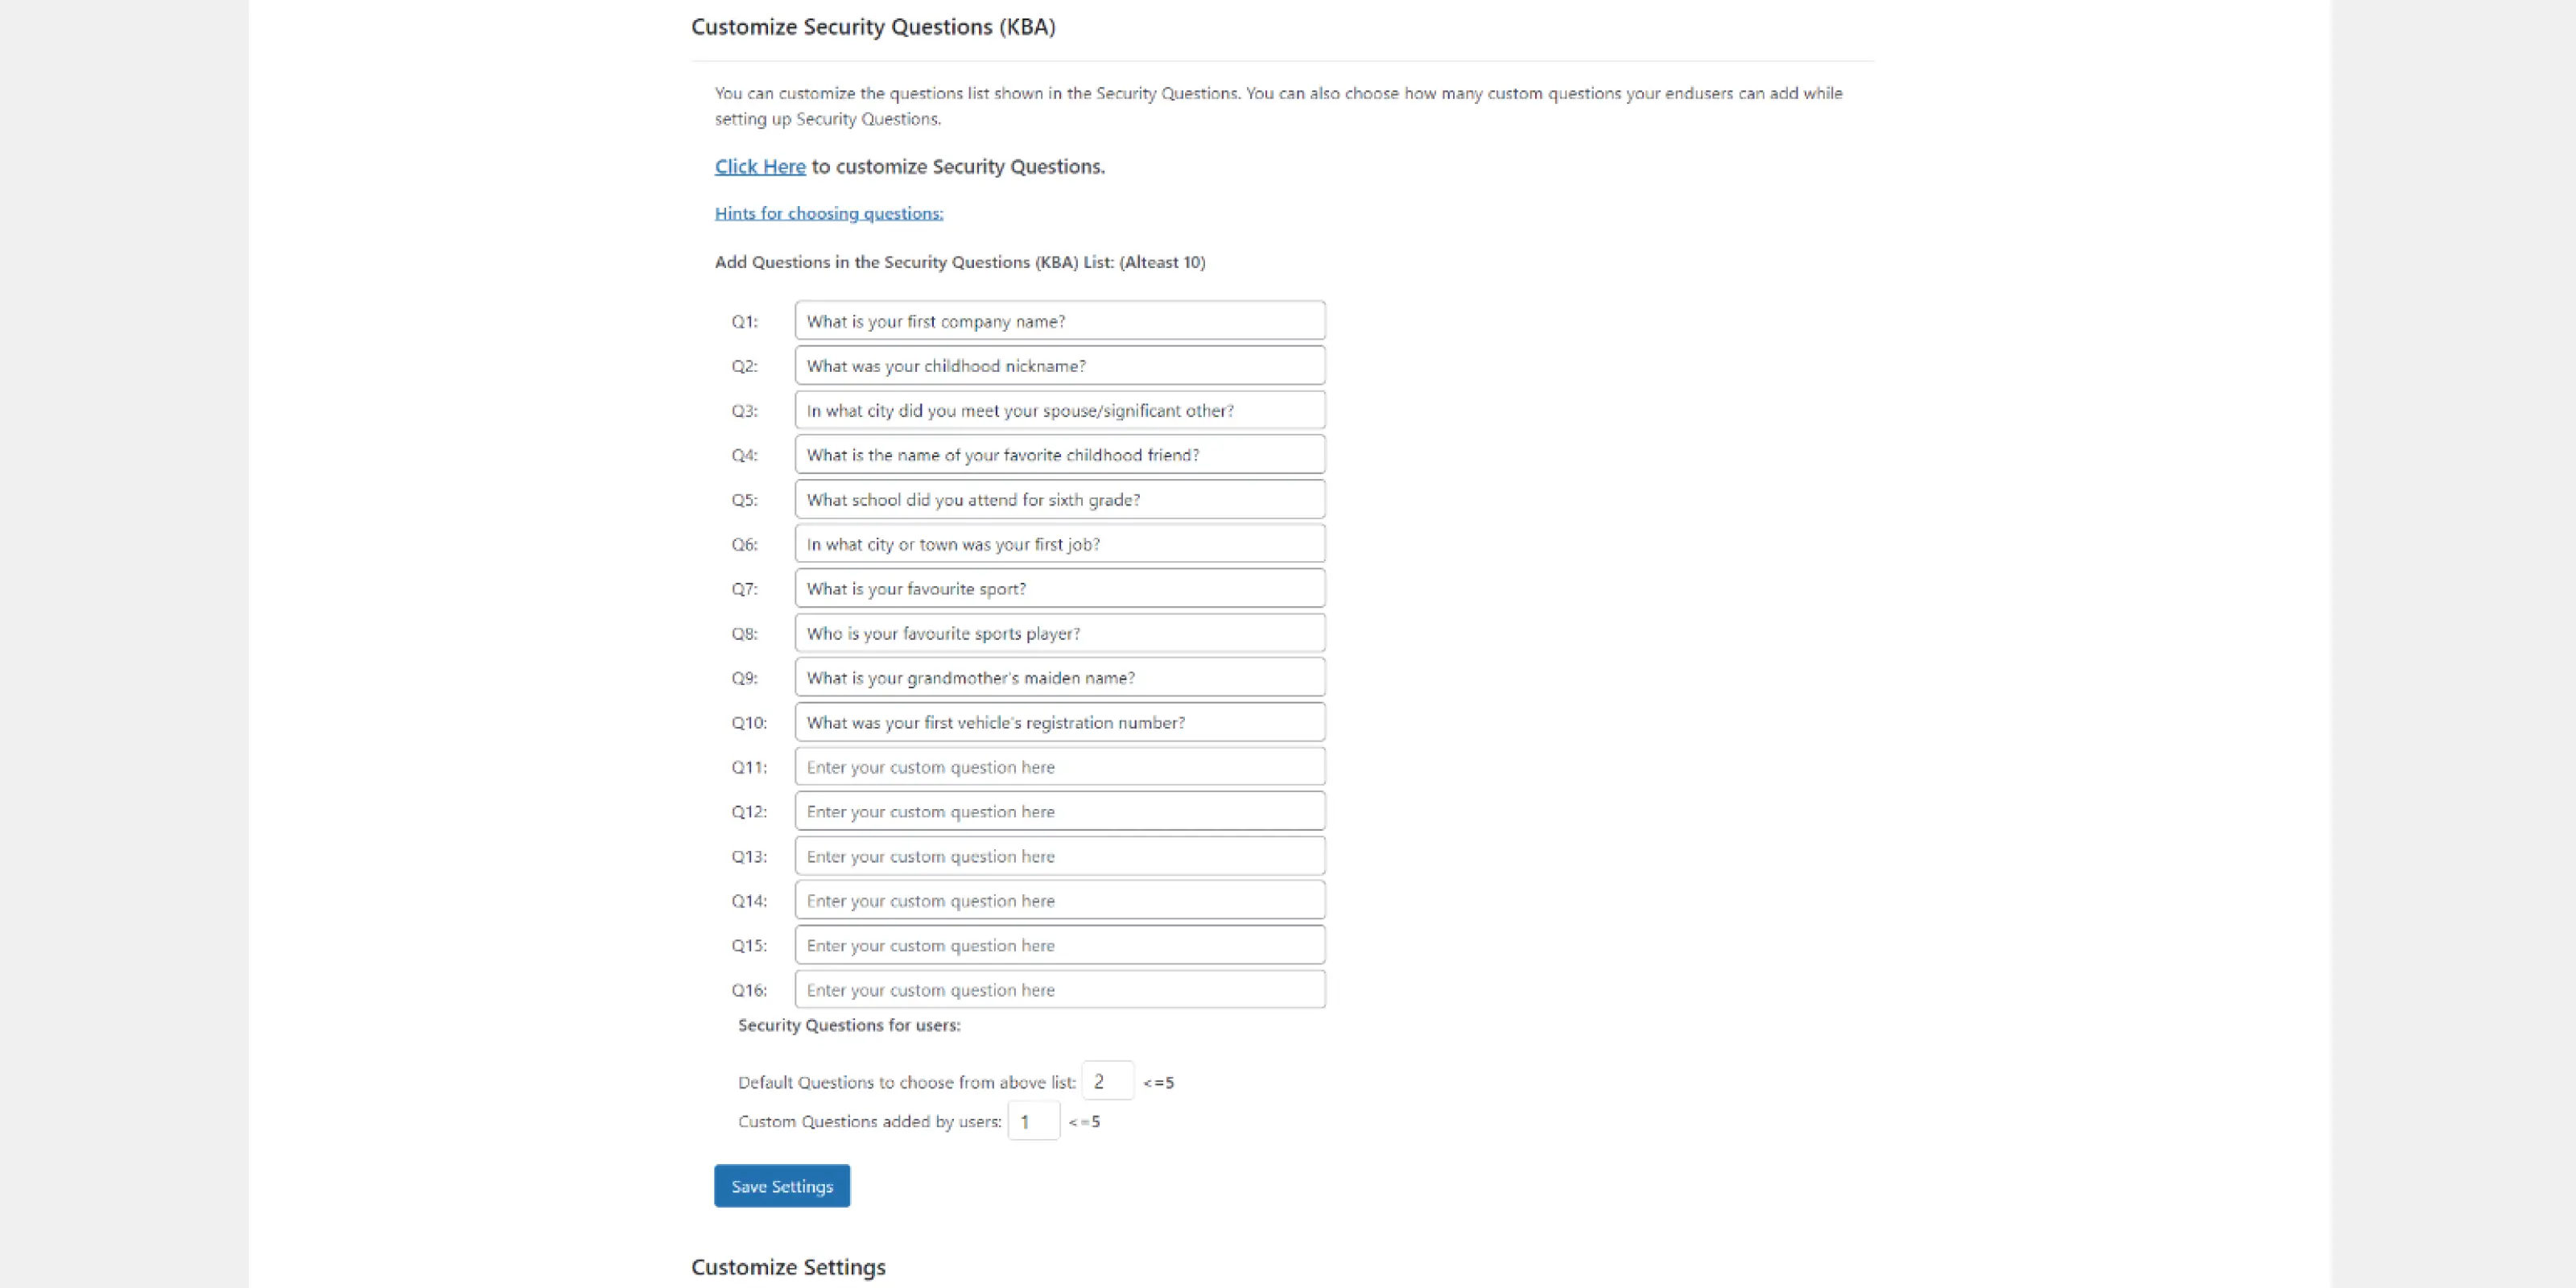 Customize Security Questions (KBA)
You can customize the questions list shown in the Security Questions. You can also choose how many custom questions your endusers can add while
setting up Security Questions.
Click Here to customize Security Questions.
Hints for choosing questions:
Add Questions in the Security Questions (KBA) List: (Alteast 10)
Q1: What is your first company name?
Q2: What was your childhood nickname?
Q3: In what city did you meet your spouse/significant other?
Q4: What is the name of your favorite childhood friend?
Q5: What school did you attend for sixth grade?
Q6: In what city or town was your first job?
Q7: What is your favourite sport?
Q8: Who is your favourite sports player?
Q9: What is your grandmother's maiden name?
Q10: What was your first vehicle's registration number?
Q11: Enter your custom question here
Q12: Enter your custom question here
Q13: Enter your custom question here
Q14: Enter your custom question here
Q15: Enter your custom question here
Q16: Enter your custom question here
Security Questions for users:
Default Questions to choose from above list: 2 <=5
Custom Questions added by users: 1 <=5
Save Settings
Customize Settings